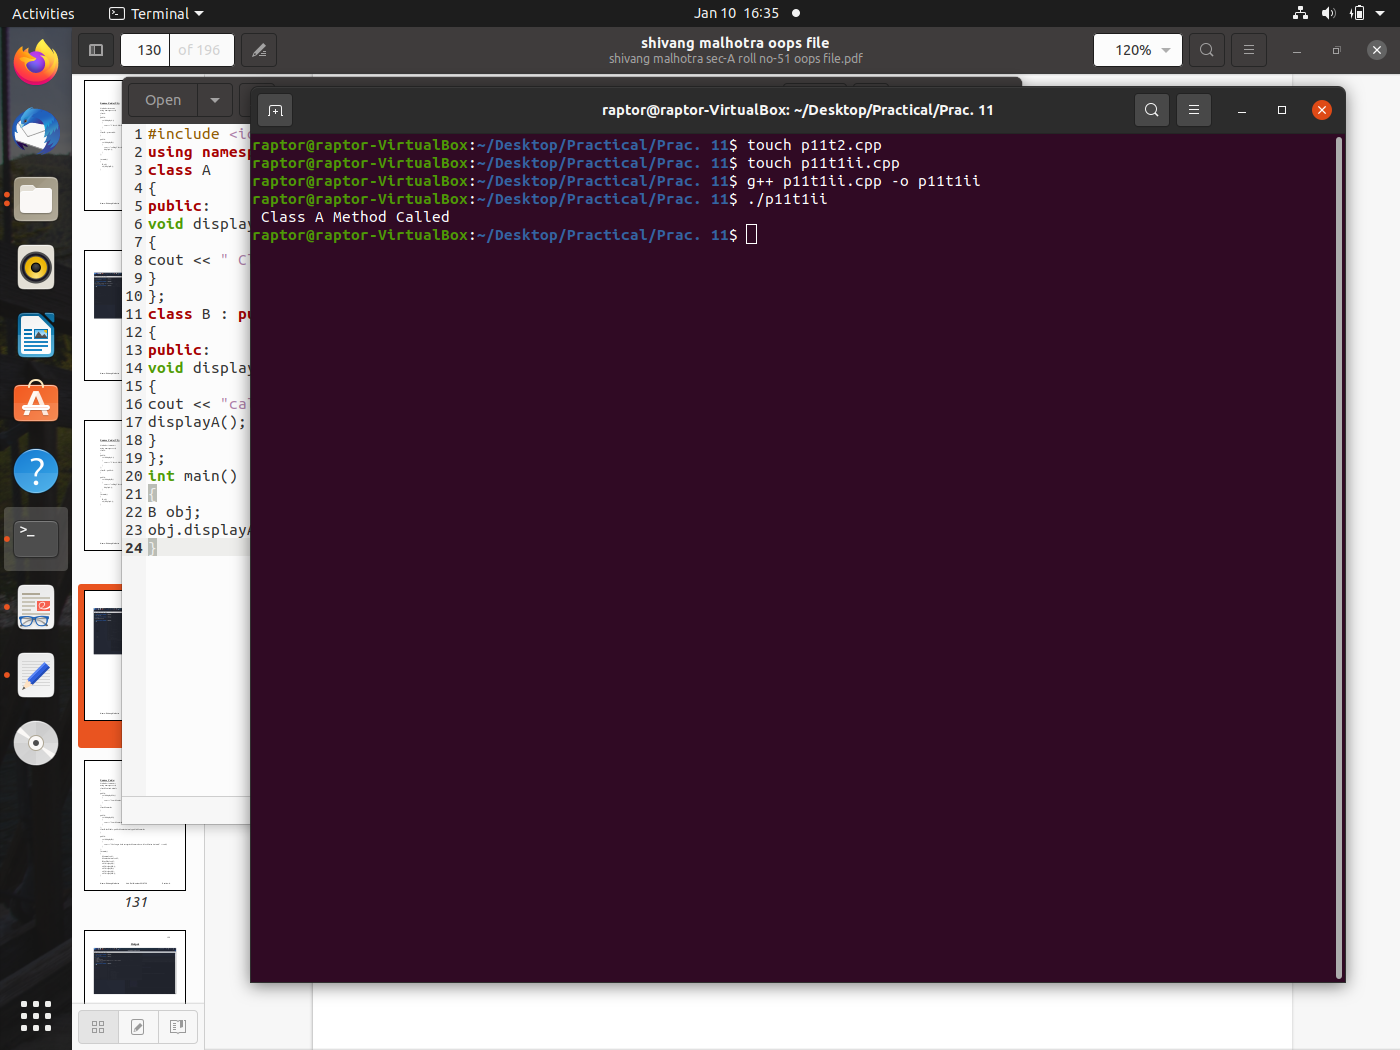 Activities
Terminal
Jan 10 16:35
130
of 196
shivang malhotra oops file
shivang malhotra sec-A roll no-51 oops file.pdf
120%
Open
raptor@raptor-VirtualBox: ~/Desktop/Practical/Prac. 11
1 #include
2 using
3 class A
4 {
5 public:
6 void
7 {
8 cout << "
9 }
10 };
11 class B :
12 {
13 public:
14 void
15 {
16 cout <<
17 displayA();
18 }
19 };
20 int main()
21 {
22 B obj;
23
24 }
raptor@raptor-VirtualBox:~/Desktop/Practical/Prac. 11$ touch p11t2.cpp
raptor@raptor-VirtualBox:~/Desktop/Practical/Prac. 11$ touch p11t1ii.cpp
raptor@raptor-VirtualBox:~/Desktop/Practical/Prac. 11$ g++ p11t1ii.cpp -o p11t1ii
raptor@raptor-VirtualBox:~/Desktop/Practical/Prac. 11$ ./p11t1ii
Class A Method Called
raptor@raptor-VirtualBox:~/Desktop/Practical/Prac. 11$
131